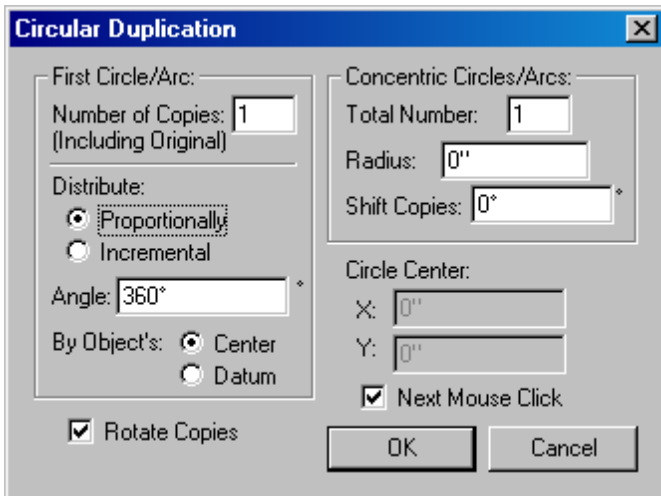 Circular Duplication
First Circle/Arc:
Number of Copies: 1
(Including Original)
Distribute:
Proportionally
Incremental
Angle: 360° °
By Object's: Center
Datum
Rotate Copies
Concentric Circles/Arcs:
Total Number: 1
Radius: 0"
Shift Copies: 0° °
Circle Center:
X: 0"
Y: 0"
Next Mouse Click
OK
Cancel